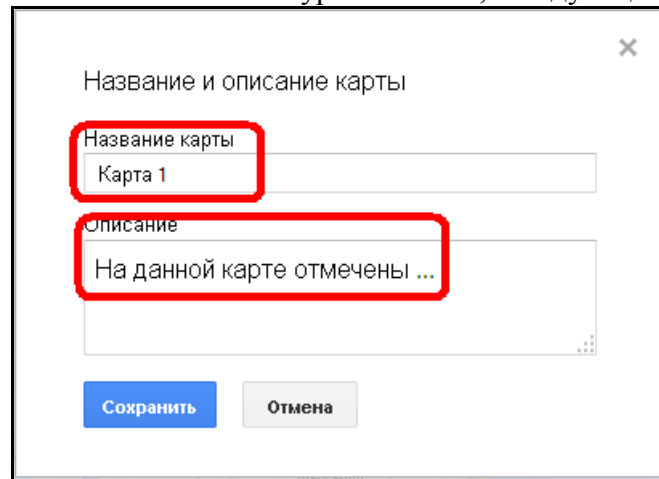 Название и описание карты
Название карты
Карта 1
Описание
На данной карте отмечены ...
Сохранить
Отмена